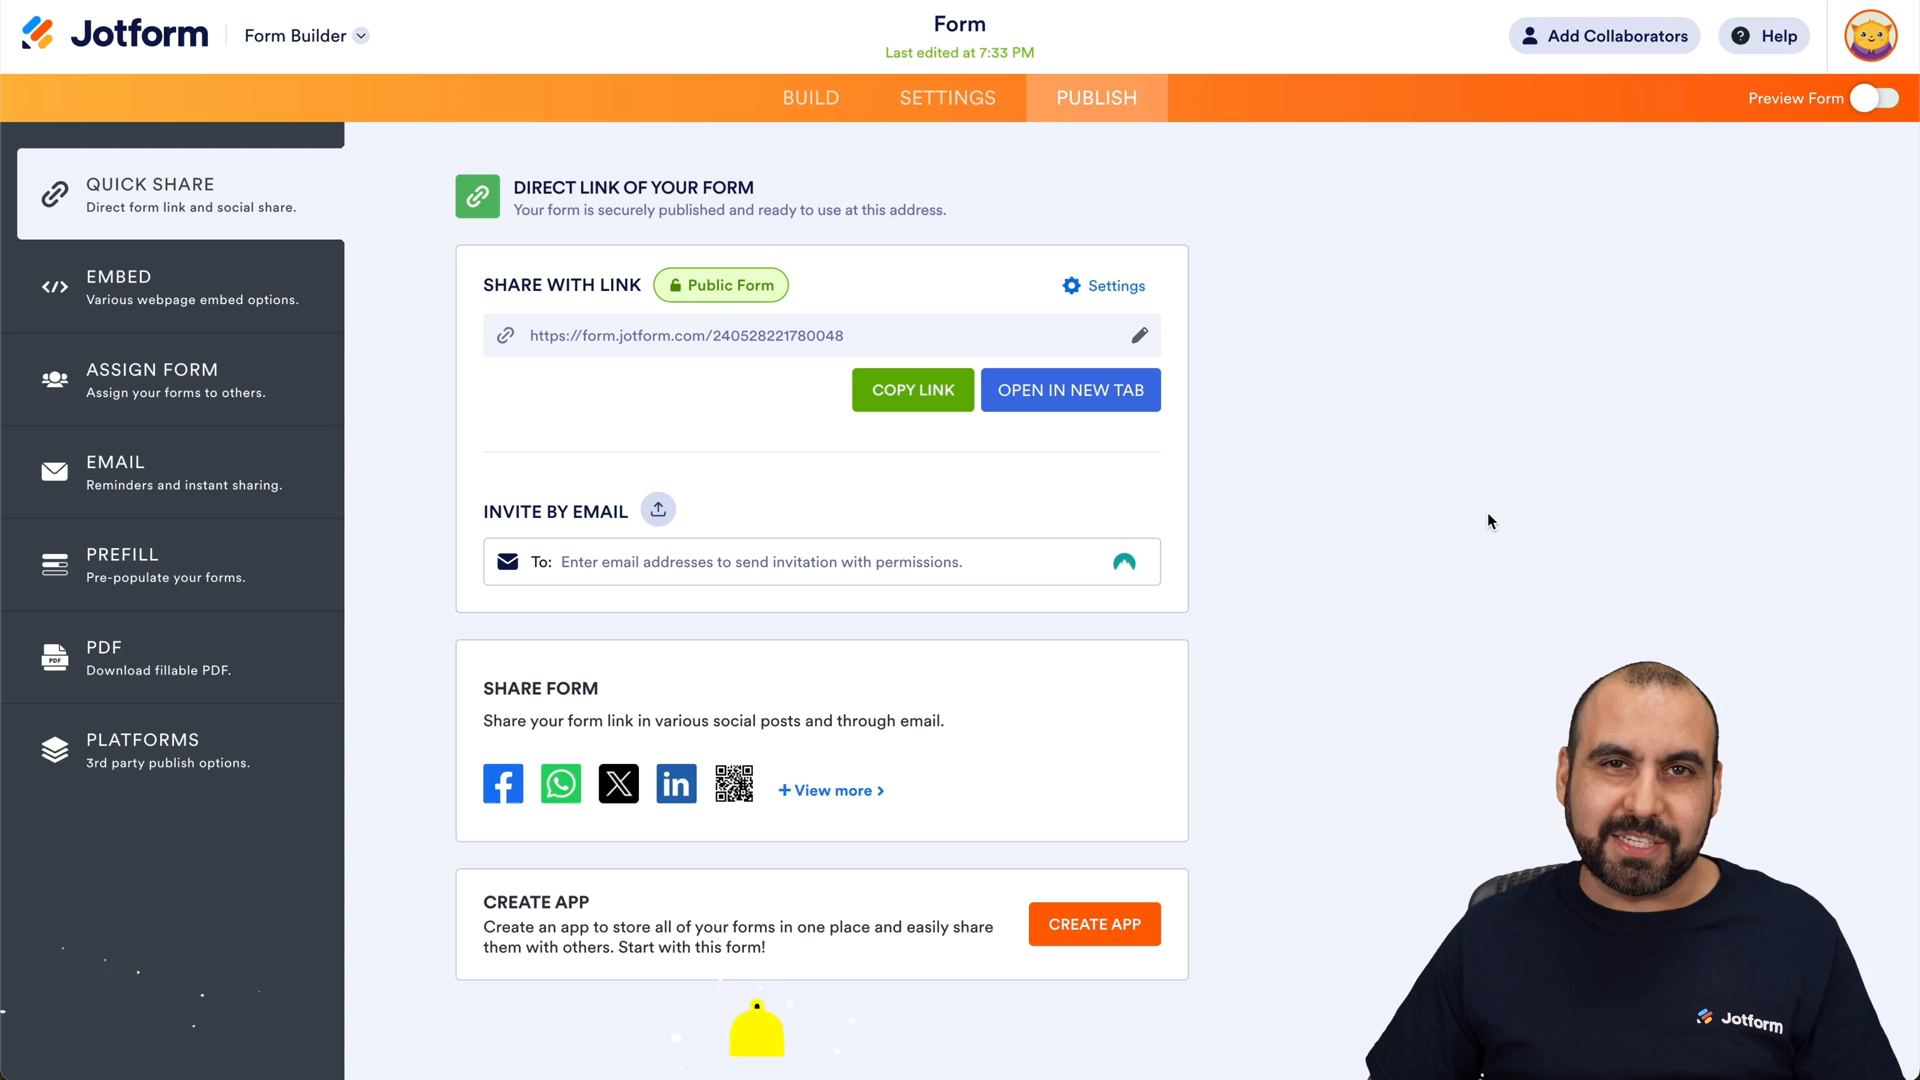 Jotform
Form Builder
Form
Last edited at 7:33 PM
Add Collaborators
Help
BUILD
SETTINGS
PUBLISH
Preview Form
QUICK SHARE
Direct form link and social share.
EMBED
Various webpage embed options.
ASSIGN FORM
Assign your forms to others.
EMAIL
Reminders and instant sharing.
PREFILL
Pre-populate your forms.
PDF
PDF
Download fillable PDF.
PLATFORMS
3rd party publish options.
DIRECT LINK OF YOUR FORM
Your form is securely published and ready to use at this address.
SHARE WITH LINK
Public Form
Settings
https://form.jotform.com/240528221780048
COPY LINK
OPEN IN NEW TAB
INVITE BY EMAIL
To: Enter email addresses to send invitation with permissions.
SHARE FORM
Share your form link in various social posts and through email.
+ View more >
CREATE APP
Create an app to store all of your forms in one place and easily share
them with others. Start with this form!
CREATE APP
Jotform